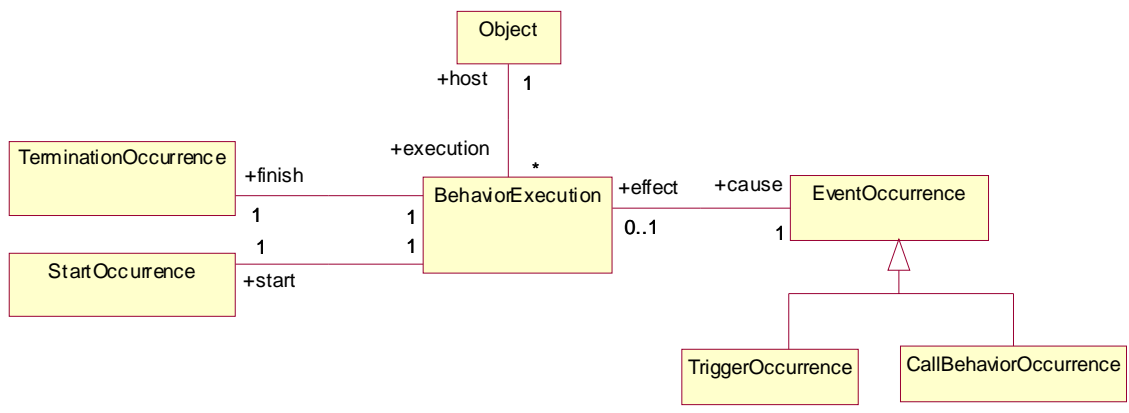 Object
+host
1
+execution
*
TerminationOccurrence
+finish
1
1
BehaviorExecution
+effect
0..1
+cause
1
EventOccurrence
StartOccurrence
1
+start
1
TriggerOccurrence
CallBehaviorOccurrence